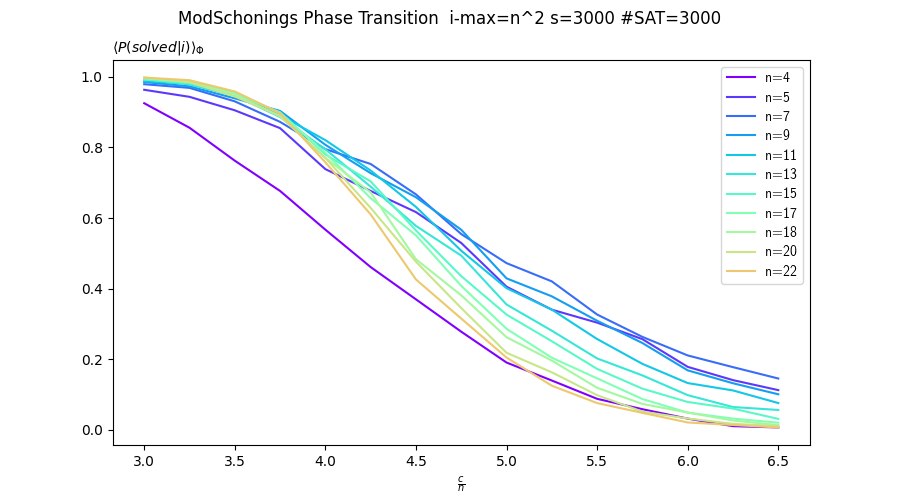 ModSchonings Phase Transition  i-max=n^2 s=3000 #SAT=3000
⟨P(solved|i)⟩Φ
1.0
0.8
0.6
0.4
0.2
0.0
n=4
n=5
n=7
n=9
n=11
n=13
n=15
n=17
n=18
n=20
n=22
3.0 3.5 4.0 4.5 5.0 5.5 6.0 6.5
c/n